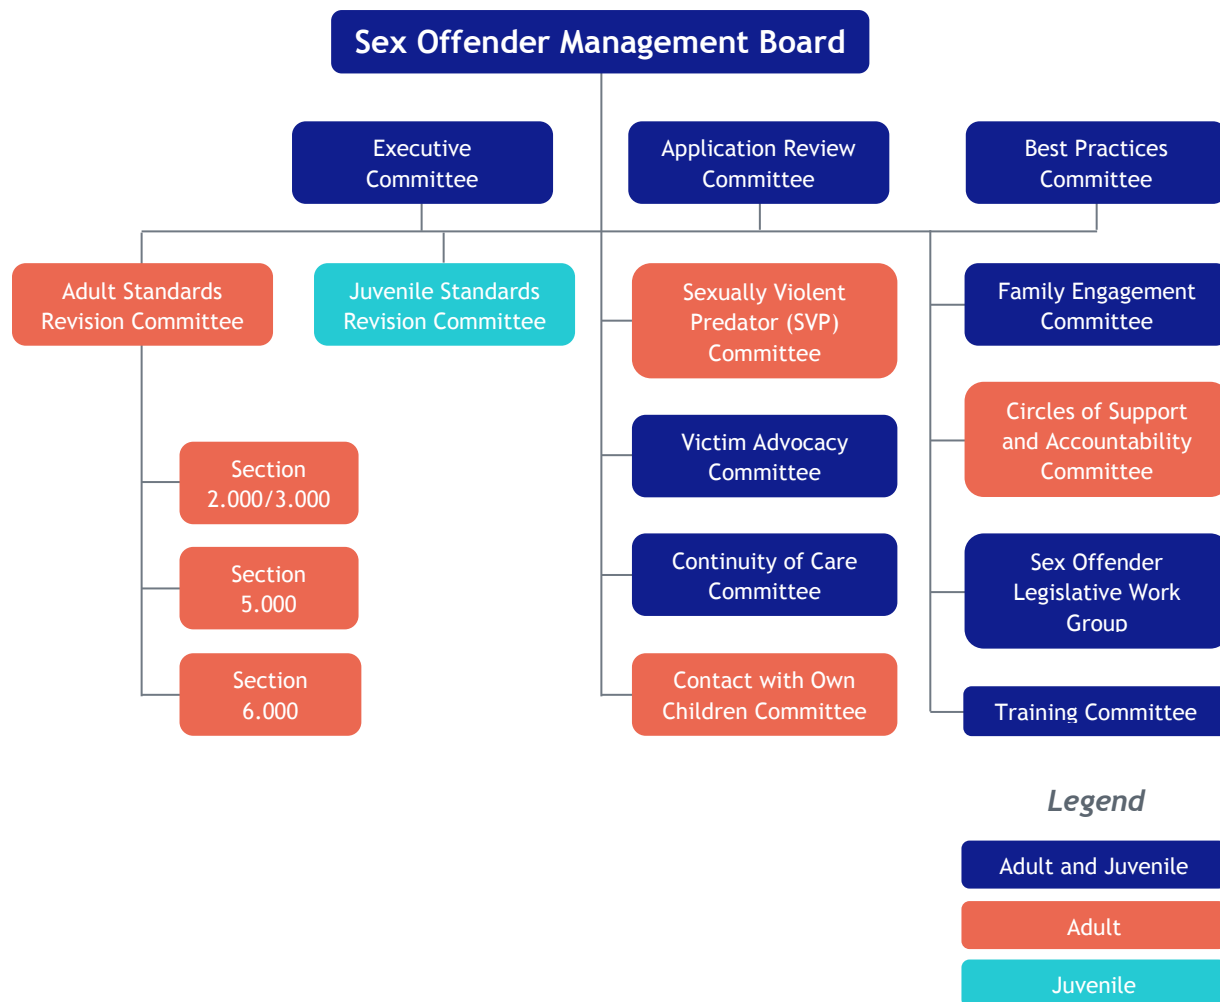 Sex Offender Management Board
Executive
Committee
Application Review
Committee
Best Practices
Committee
Adult Standards
Revision Committee
Juvenile Standards
Revision Committee
Sexually Violent
Predator (SVP)
Committee
Family Engagement
Committee
Circles of Support
and Accountability
Committee
Victim Advocacy
Committee
Section
2.000/3.000
Continuity of Care
Committee
Sex Offender
Legislative Work
Group
Section
5.000
Section
6.000
Contact with Own
Children Committee
Training Committee
Legend
Adult and Juvenile
Adult
Juvenile